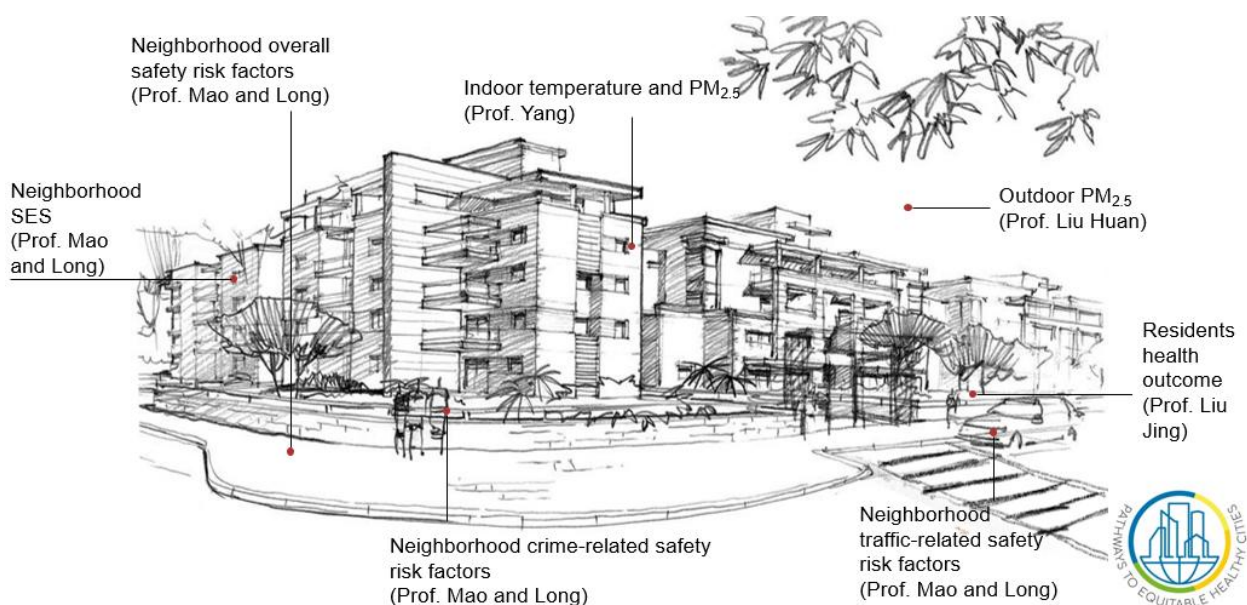 Neighborhood overall
safety risk factors
(Prof. Mao and Long)
Indoor temperature and PM₂.₅
(Prof. Yang)
Neighborhood
SES
(Prof. Mao
and Long)
Outdoor PM₂.₅
(Prof. Liu Huan)
Residents
health
outcome
(Prof. Liu
Jing)
Neighborhood crime-related safety
risk factors
(Prof. Mao and Long)
Neighborhood
traffic-related safety
risk factors
(Prof. Mao and Long)
PATHWAYS TO EQUITABLE HEALTHY CITIES